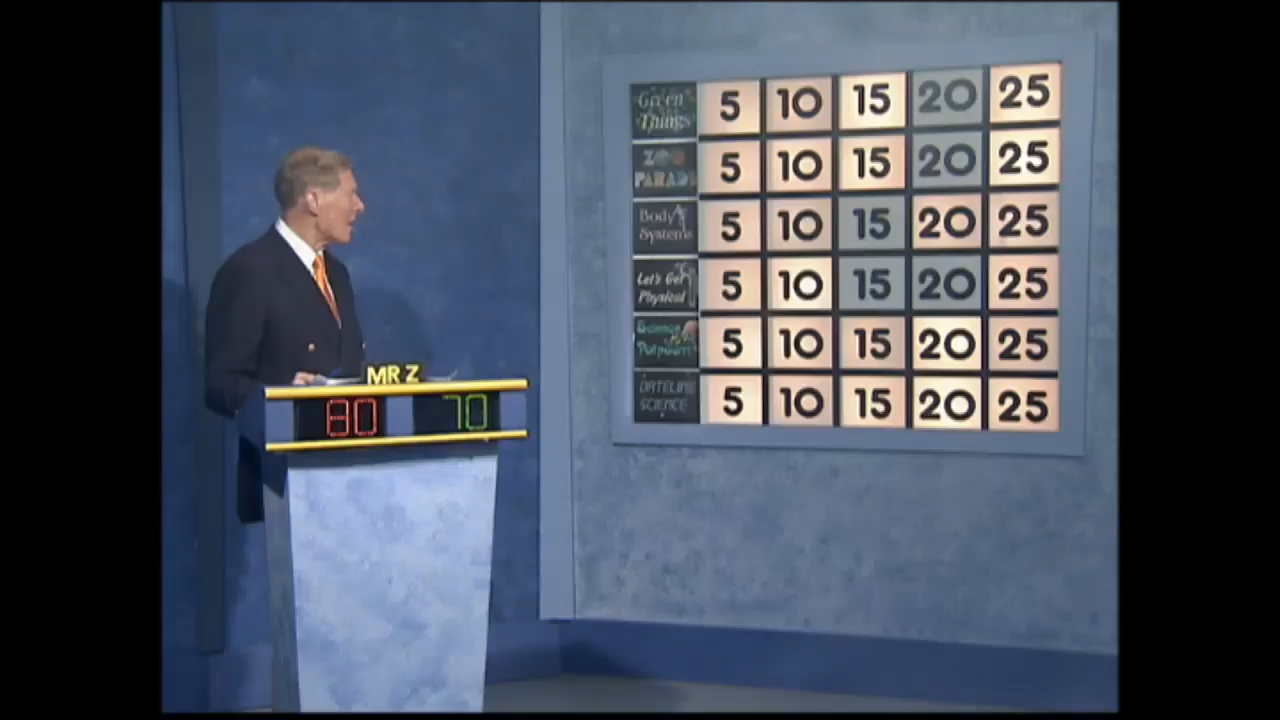 Green Things 5 10 15 20 25
ZOO PARADE 5 10 15 20 25
Body Systems 5 10 15 20 25
Let's Get Physical 5 10 15 20 25
Science Potpourri 5 10 15 20 25
DATELINE SCIENCE 5 10 15 20 25
MR Z
80 70